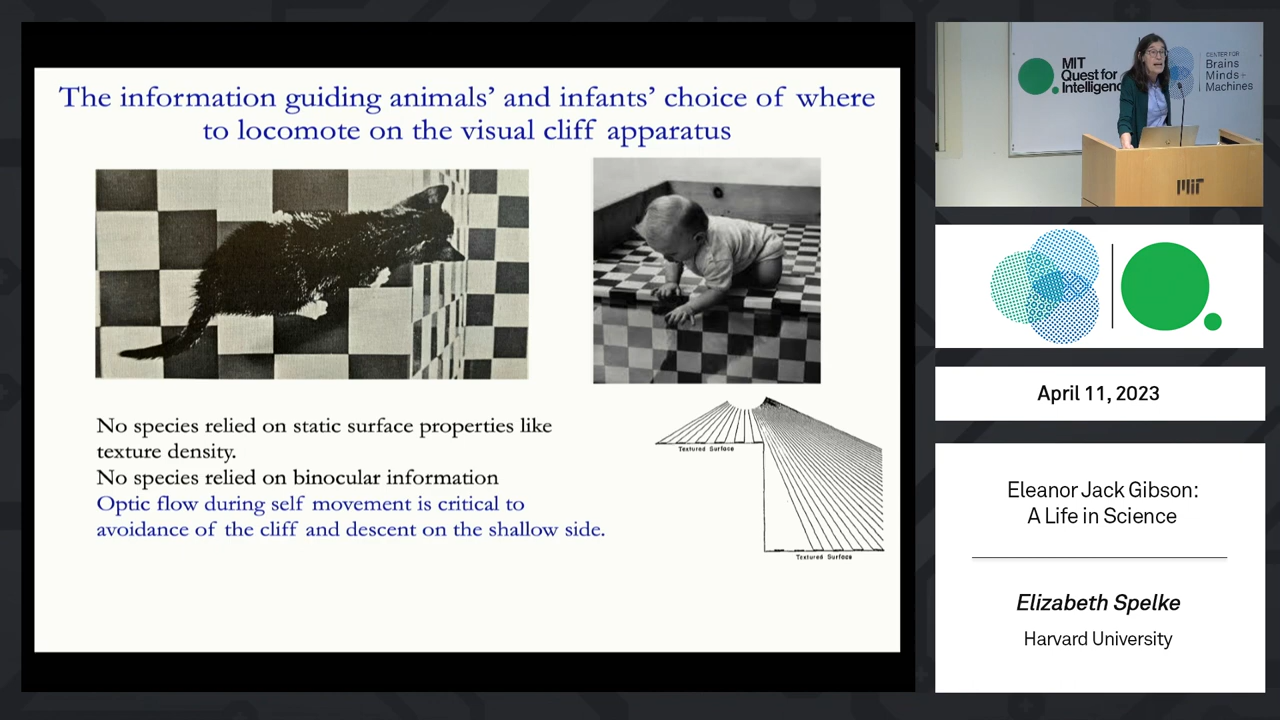 The information guiding animals’ and infants’ choice of where
to locomote on the visual cliff apparatus
No species relied on static surface properties like
texture density.
No species relied on binocular information
Optic flow during self movement is critical to
avoidance of the cliff and descent on the shallow side.
Textured Surface
Textured Surface
MIT
Quest for
Intelligenc
CENTER FOR
Brains
Minds+
Machines
MIT
April 11, 2023
Eleanor Jack Gibson:
A Life in Science
Elizabeth Spelke
Harvard University